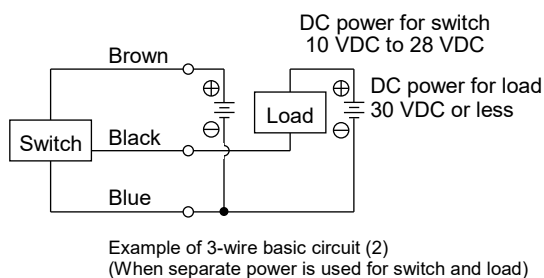 DC power for switch
10 VDC to 28 VDC
Brown
⊕
⊕
DC power for load
30 VDC or less
Load
⊖
⊖
Switch
Black
Blue
Example of 3-wire basic circuit (2)
(When separate power is used for switch and load)